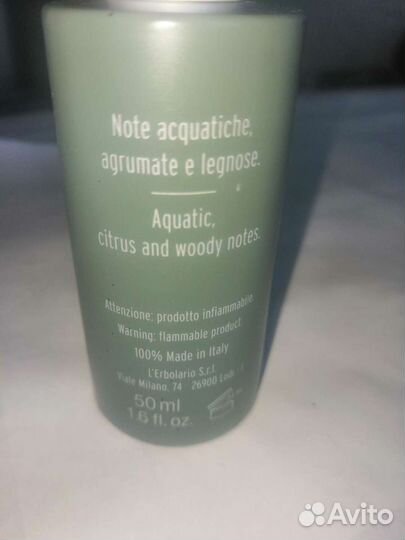 Note acquatiche,
agrumate e legnose.
Aquatic,
citrus and woody notes.
Attenzione: prodotto infiammabile.
Warning: flammable product.
100% Made in Italy
L'Erbolario S.r.l.
Viale Milano, 74 - 26900 Lodi -
50 ml
1.6 fl. oz.
Avito